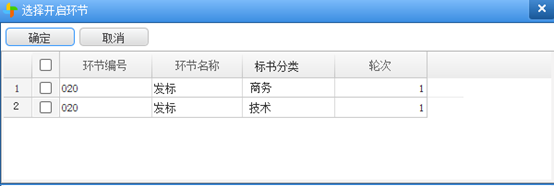 选择开启环节
确定 取消
环节编号 环节名称 标书分类 轮次
1 020 发标 商务 1
2 020 发标 技术 1